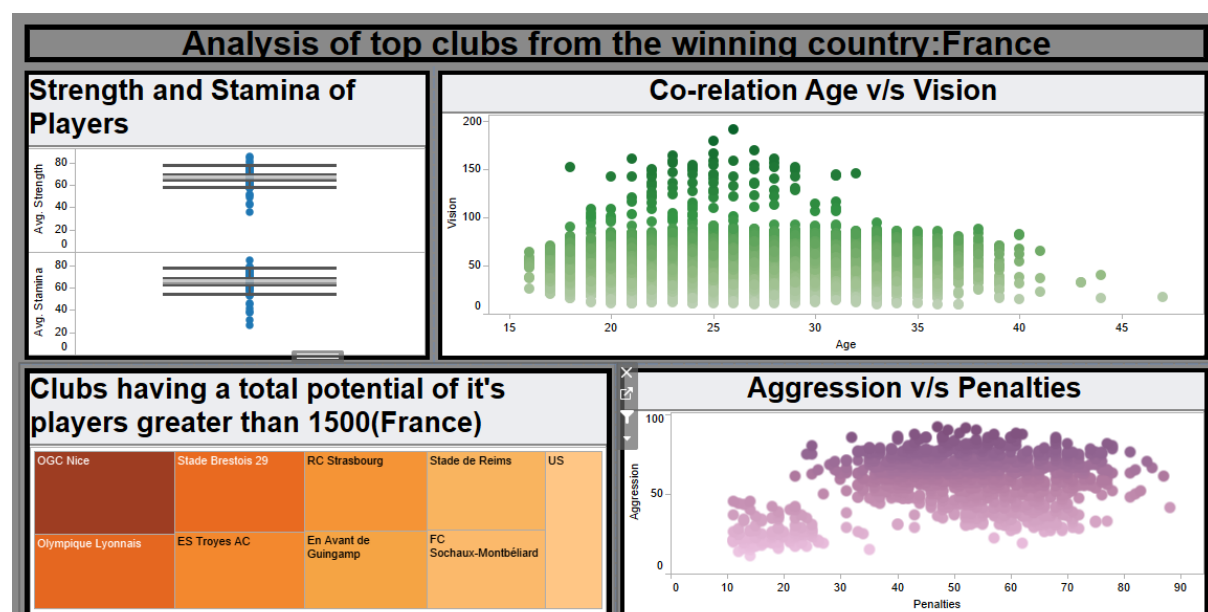 Analysis of top clubs from the winning country:France
Strength and Stamina of
Players
Avg. Strength
80
60
40
20
0
Avg. Stamina
80
60
40
20
0
Co-relation Age v/s Vision
Vision
200
150
100
50
0
15 20 25 30 35 40 45
Age
Clubs having a total potential of it's
players greater than 1500(France)
OGC Nice
Stade Brestois 29
RC Strasbourg
Stade de Reims
US
Olympique Lyonnais
ES Troyes AC
En Avant de
Guingamp
FC
Sochaux-Montbéliard
Aggression v/s Penalties
Aggression
100
50
0
0 10 20 30 40 50 60 70 80 90
Penalties